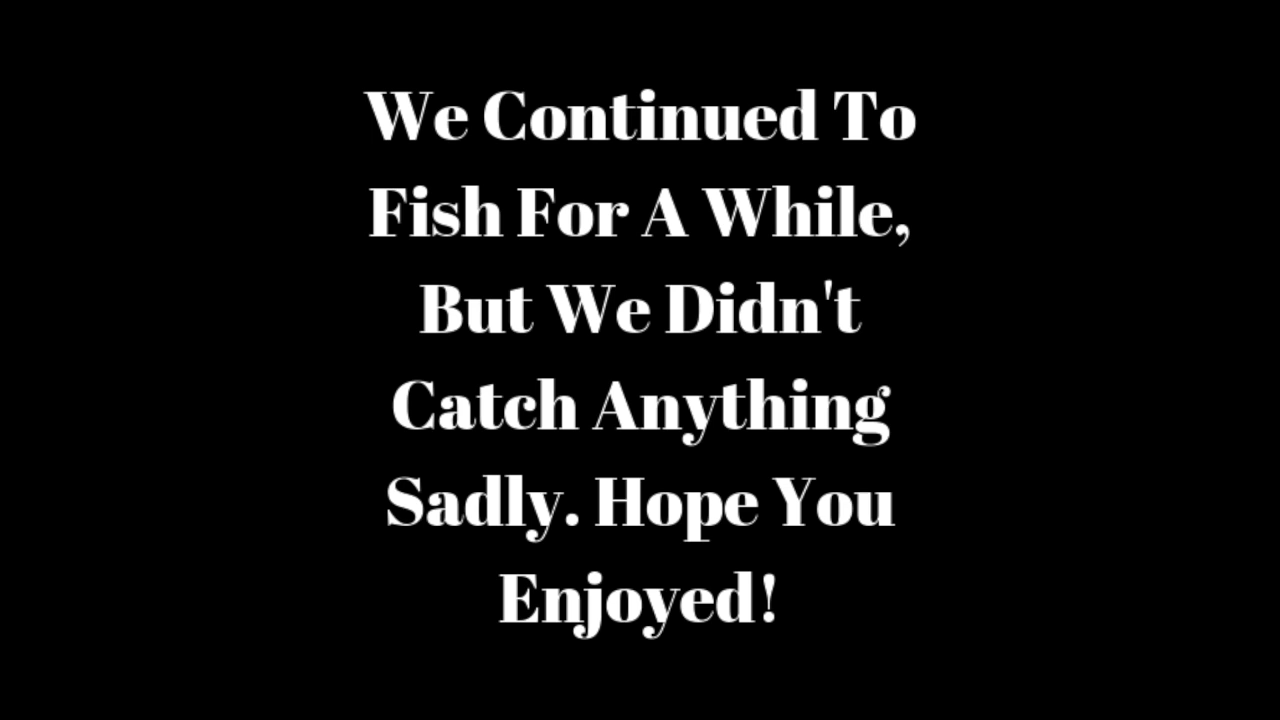 We Continued To
Fish For A While,
But We Didn't
Catch Anything
Sadly. Hope You
Enjoyed!